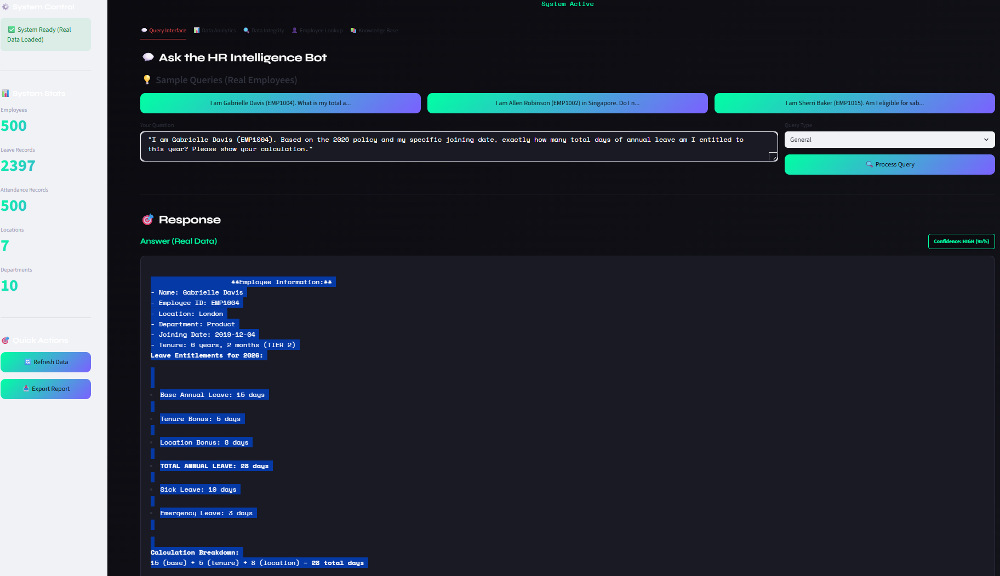 System Control
System Ready (Real
Data Loaded)
System Stats
Employees
500
Leave Records
2397
Attendance Records
500
Locations
7
Departments
10
Quick Actions
Refresh Data
Export Report
System Active
Query Interface
Data Analytics
Data Integrity
Employee Lookup
Knowledge Base
Ask the HR Intelligence Bot
Sample Queries (Real Employees)
I am Gabrielle Davis (EMP1004). What is my total a...
I am Allen Robinson (EMP1002) in Singapore. Do I n...
I am Sherri Baker (EMP1015). Am I eligible for sab...
Your Question
"I am Gabrielle Davis (EMP1004). Based on the 2026 policy and my specific joining date, exactly how many total days of annual leave am I entitled to
this year? Please show your calculation."
Query Type
General
Process Query
Response
Answer (Real Data)
Confidence: HIGH (95%)
**Employee Information:**
- Name: Gabrielle Davis
- Employee ID: EMP1004
- Location: London
- Department: Product
- Joining Date: 2019-12-04
- Tenure: 6 years, 2 months (TIER 2)
Leave Entitlements for 2026:
Base Annual Leave: 15 days
Tenure Bonus: 5 days
Location Bonus: 8 days
TOTAL ANNUAL LEAVE: 28 days
Sick Leave: 10 days
Emergency Leave: 3 days
Calculation Breakdown:
15 (base) + 5 (tenure) + 8 (location) = 28 total days